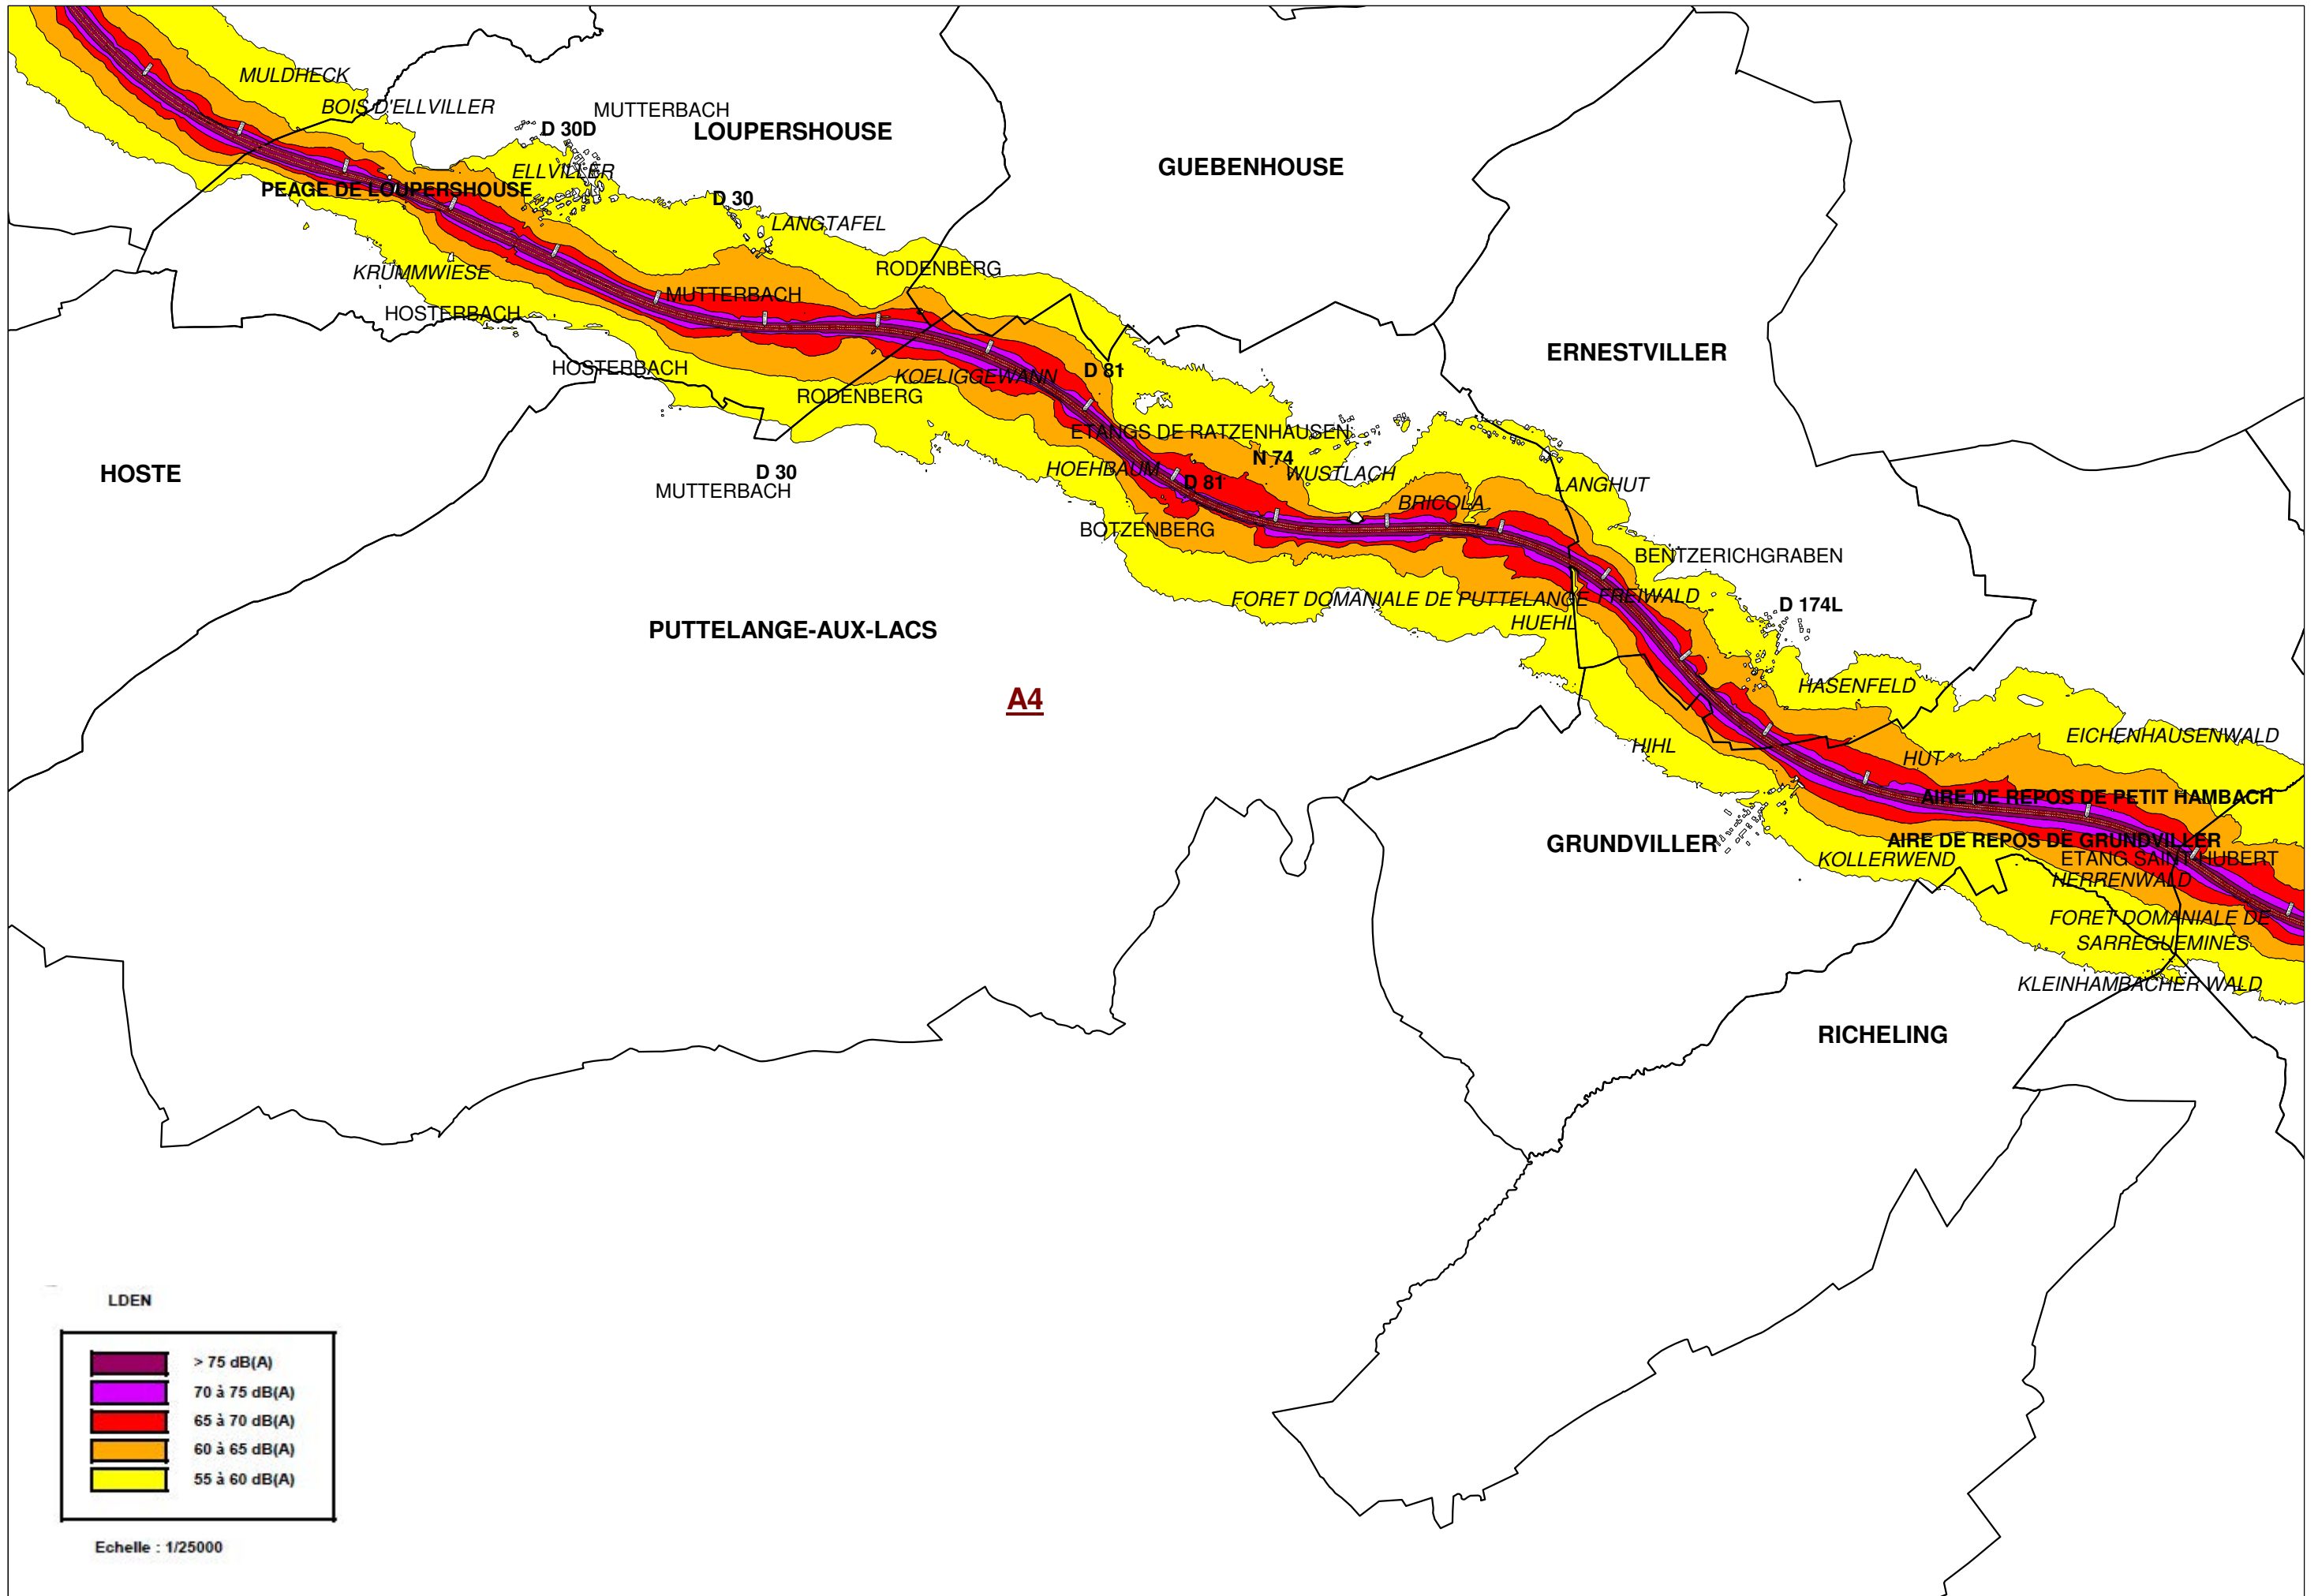 MULDHECK
BOIS D'ELLVILLER
MUTTERBACH
D 30D
LOUPERSHOUSE
GUEBENHOUSE
ELLVILLER
PEAGE DE LOUPERSHOUSE
D 30
LANGTAFEL
RODENBERG
KRUMMWIESE
MUTTERBACH
HOSTERBACH
ERNESTVILLER
HOSTERBACH
D 81
KOELIGGEWANN
RODENBERG
ETANGS DE RATZENHAUSEN
N 74
HOSTE
D 30
HOEHBAUM
WUSTLACH
D 81
LANGHUT
MUTTERBACH
BRICOLA
BOTZENBERG
BENTZERICHGRABEN
FORET DOMANIALE DE PUTTELANGE
FREIWALD
D 174L
HUEHL
PUTTELANGE-AUX-LACS
HASENFELD
A4
EICHENHAUSENWALD
HIHL
HUT
AIRE DE REPOS DE PETIT HAMBACH
GRUNDVILLER
AIRE DE REPOS DE GRUNDVILLER
KOLLERWEND
ETANG SAINT-HUBERT
HERRENWALD
FORET DOMANIALE DE
SARREGUEMINES
KLEINHAMBACHER WALD
RICHELING
LDEN
> 75 dB(A)
70 à 75 dB(A)
65 à 70 dB(A)
60 à 65 dB(A)
55 à 60 dB(A)
Echelle : 1/25000